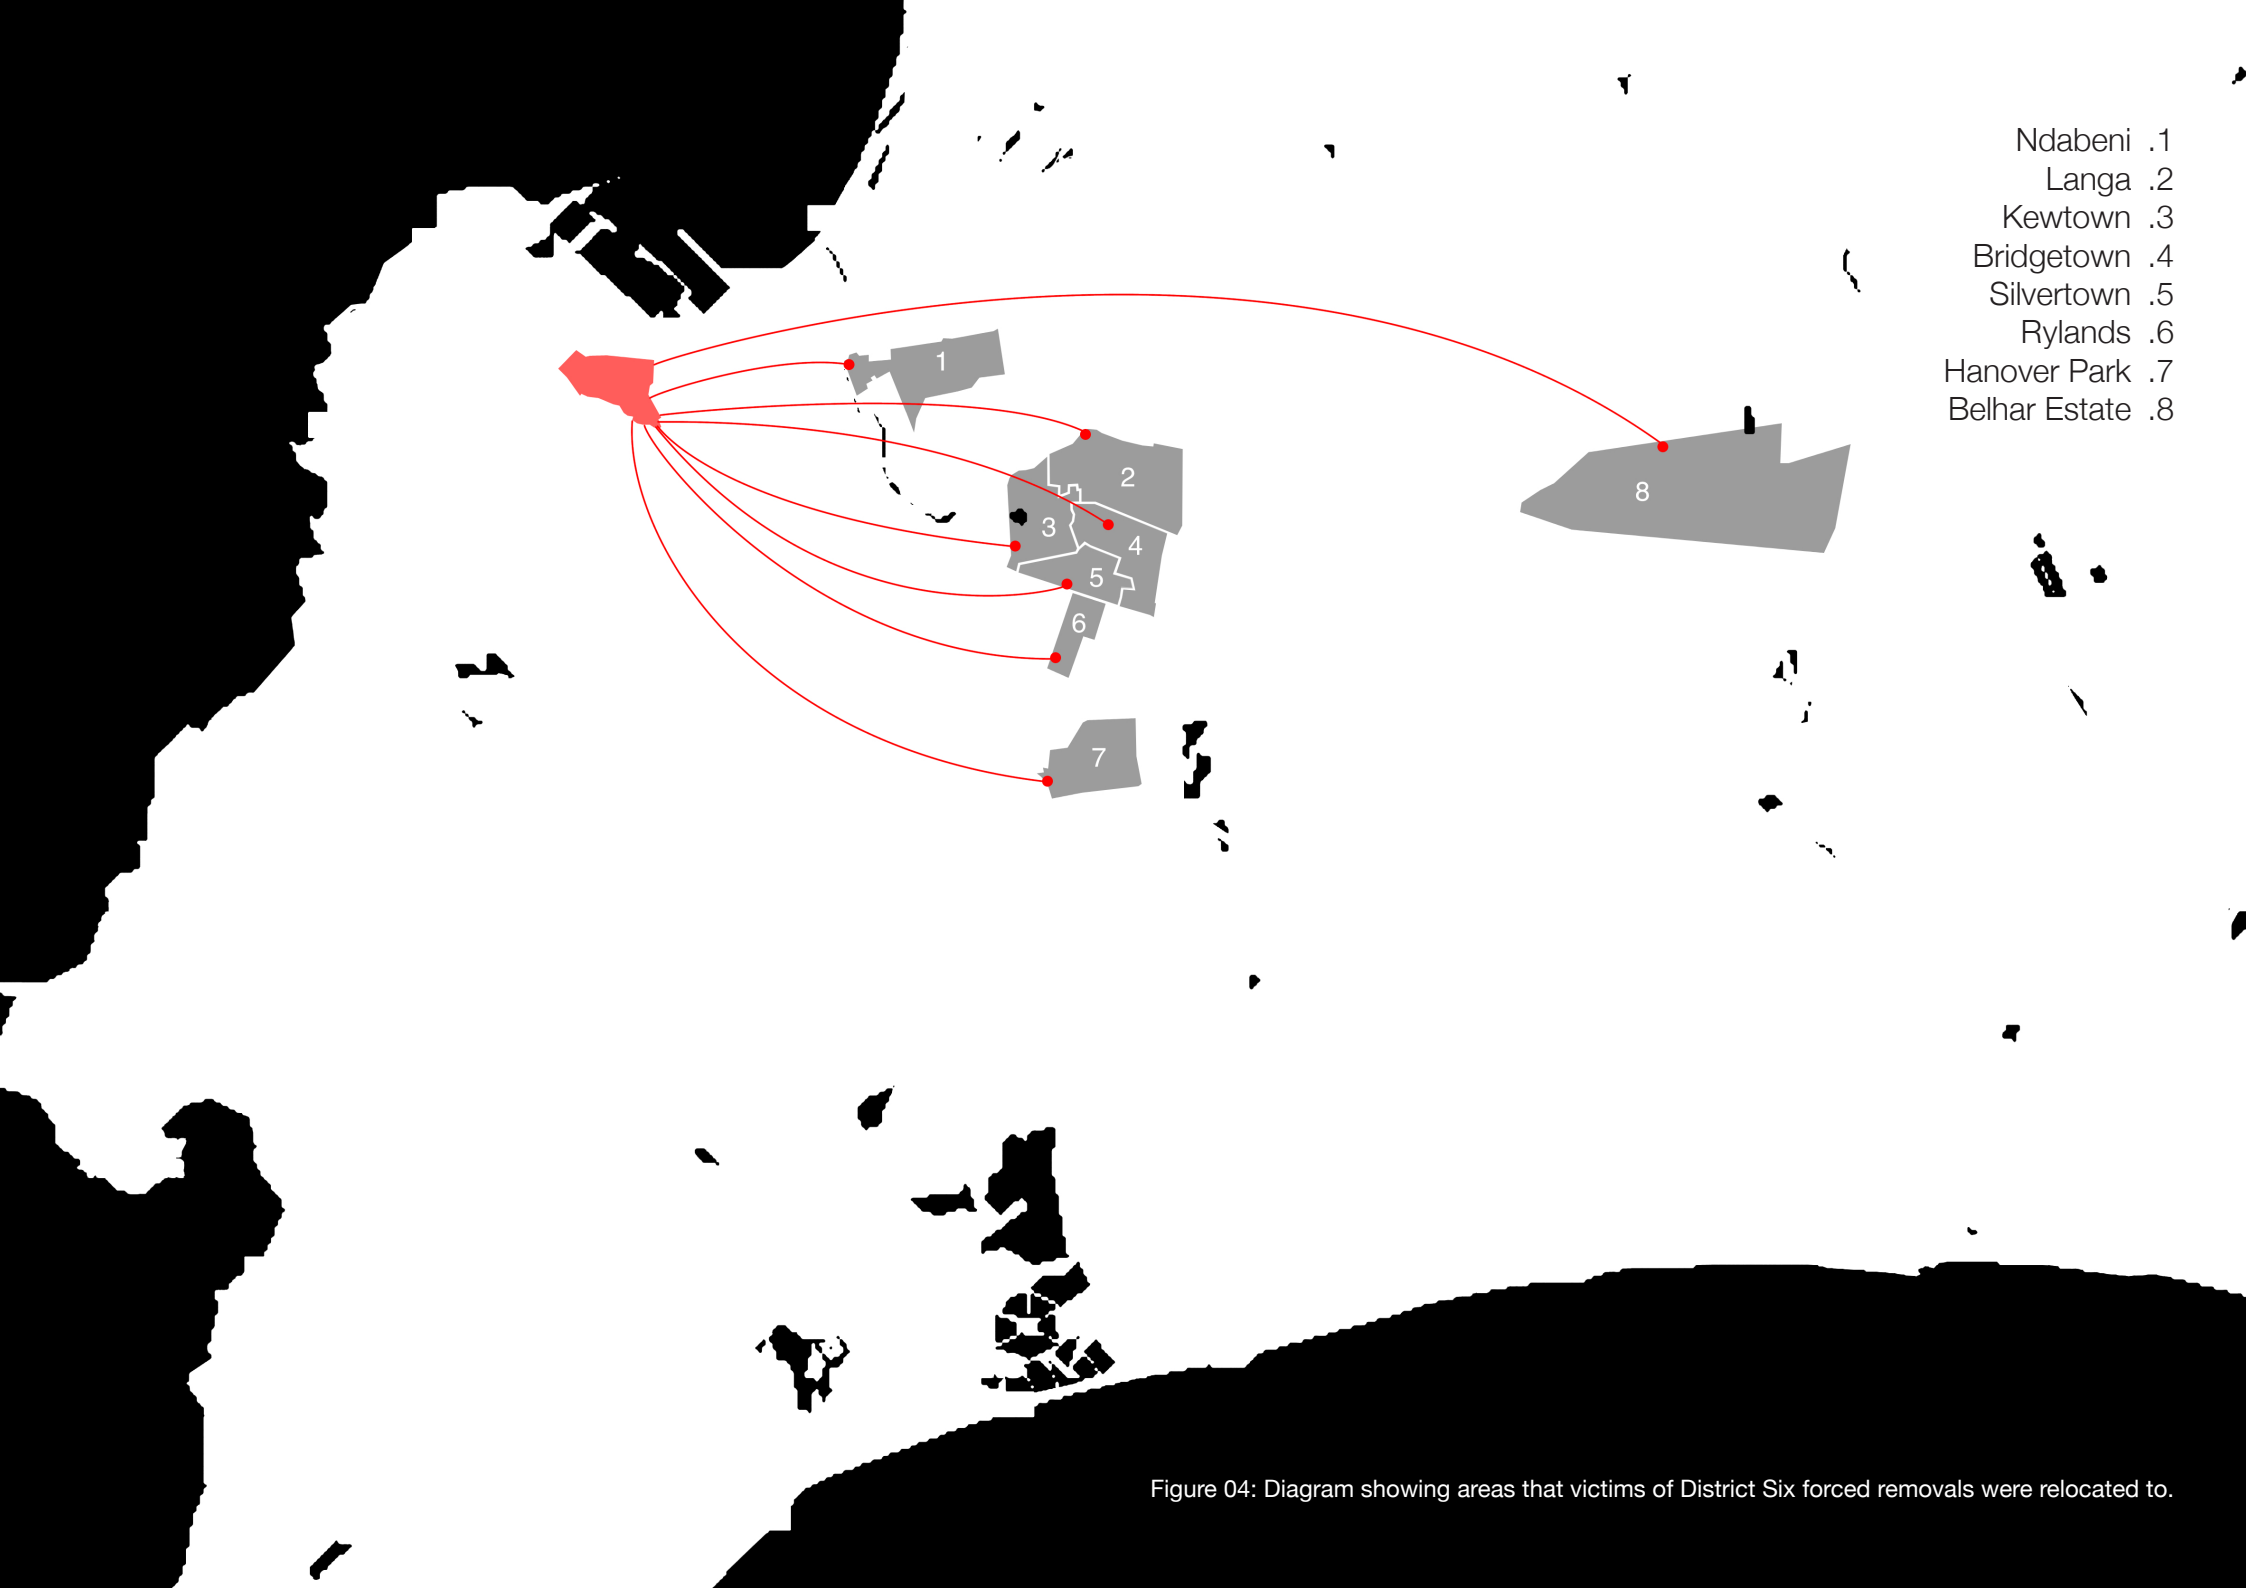 Ndabeni .1
Langa .2
Kewtown .3
Bridgetown .4
Silvertown .5
Rylands .6
Hanover Park .7
Belhar Estate .8
1
2
3
4
5
6
7
8
Figure 04: Diagram showing areas that victims of District Six forced removals were relocated to.